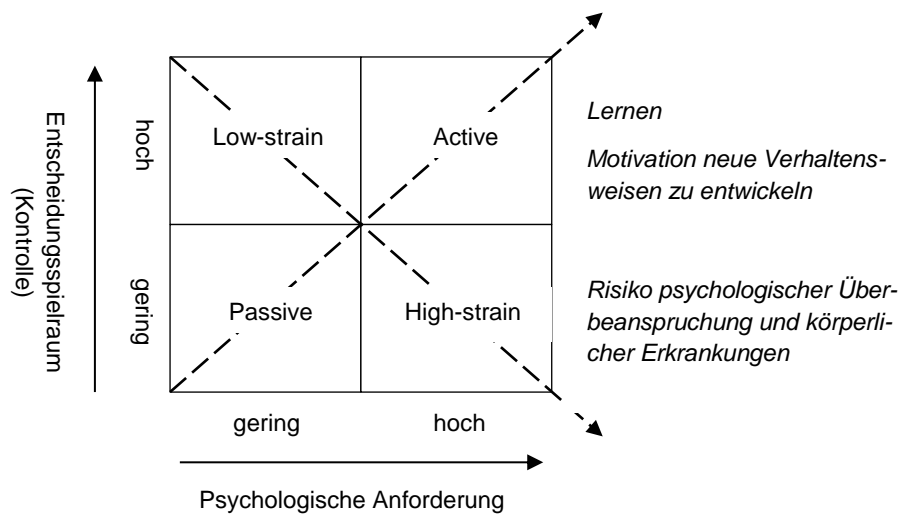 Entscheidungsspielraum
(Kontrolle)
hoch
gering
Low-strain
Active
Passive
High-strain
Lernen
Motivation neue Verhaltens-
weisen zu entwickeln
Risiko psychologischer Über-
beanspruchung und körperli-
cher Erkrankungen
gering
hoch
Psychologische Anforderung